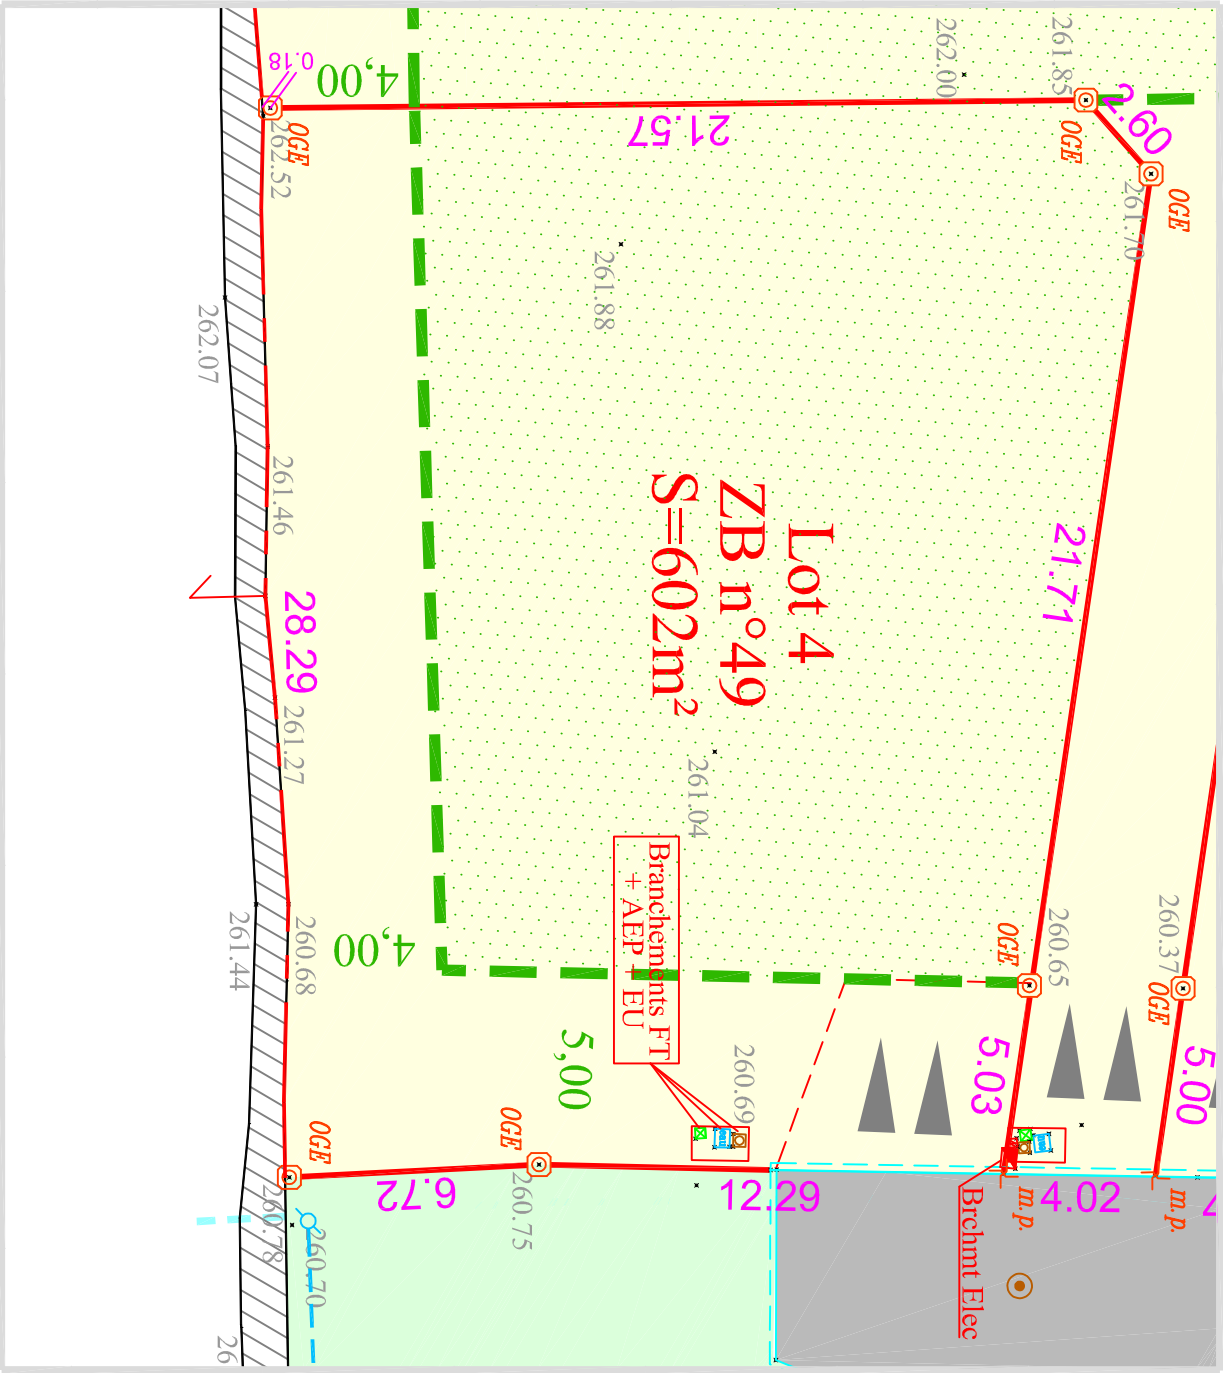 0.18
4,00
262.00
261.85
2.60
OGE
262.52
21.57
OGE
261.70
OGE
261.88
262.07
261.46
28.29
Lot 4
ZB n°49
S=602m²
21.71
261.27
261.04
Branchements FT
+ AEP + EU
4,00
261.44
260.68
OGE
260.65
260.37
OGE
5,00
260.69
5.03
5.00
OGE
OGE
6.72
260.75
12.29
Brchmt Elec
m.p.
4.02
m.p.
260.78
260.70
26